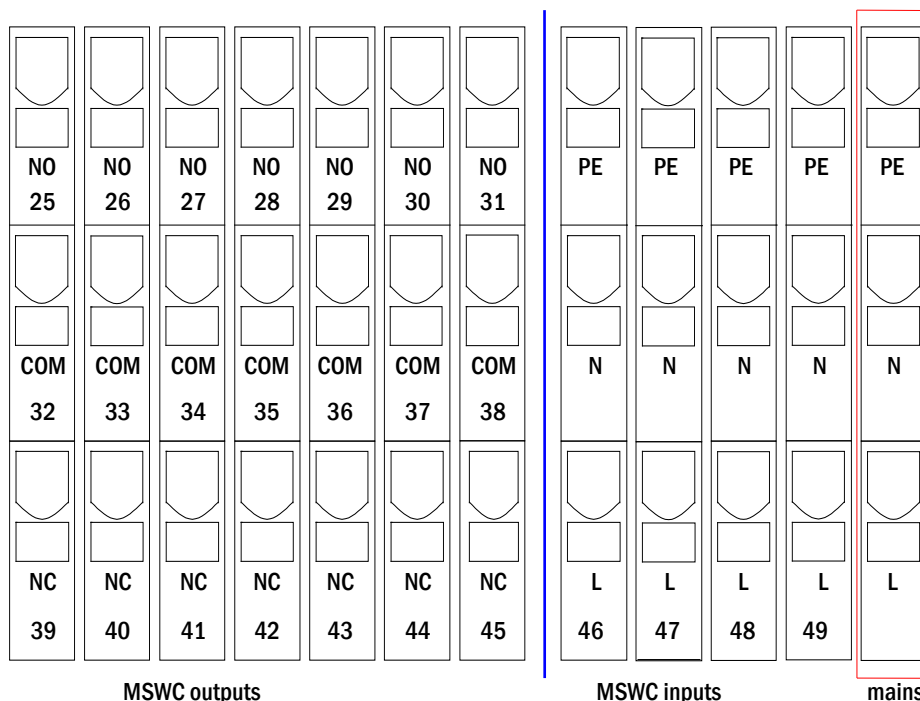 NO NO NO NO NO NO NO PE PE PE PE PE
25 26 27 28 29 30 31
COM COM COM COM COM COM COM N N N N N
32 33 34 35 36 37 38
NC NC NC NC NC NC NC L L L L L
39 40 41 42 43 44 45 46 47 48 49
MSWC outputs MSWC inputs mains